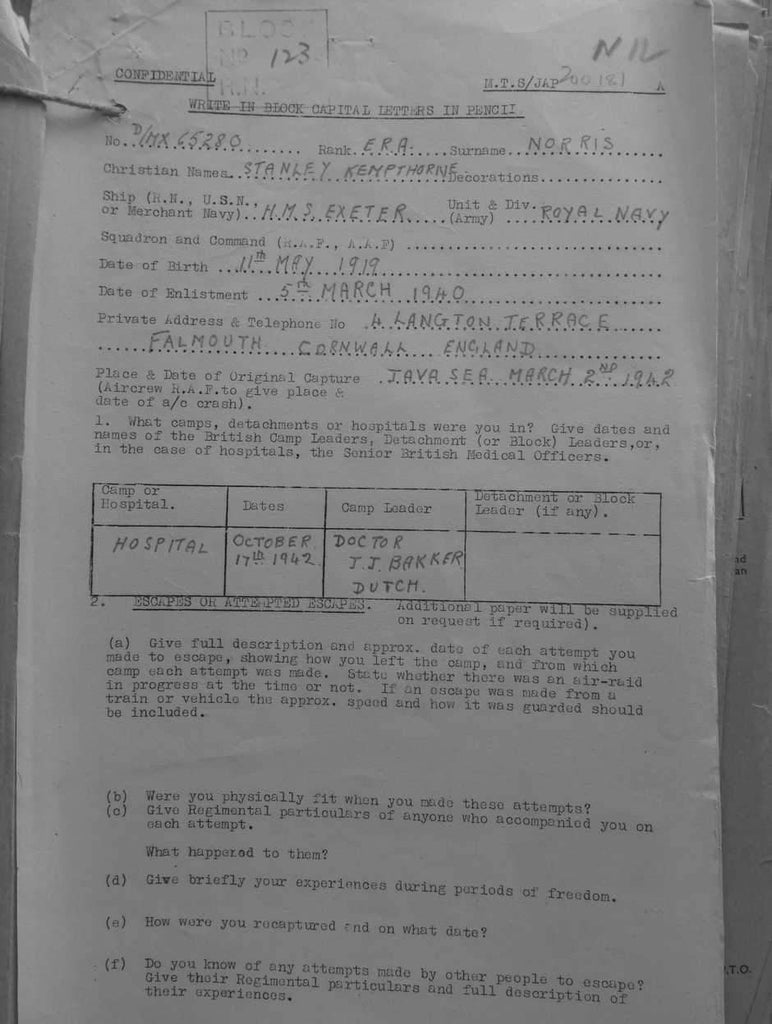 BLOCK
Nº 123
R.N.
NIL
CONFIDENTIAL
M.T.S/JAP 200 181 A
WRITE IN BLOCK CAPITAL LETTERS IN PENCIL
No. D/MX 65280 ........ Rank. E.R.A. .... Surname... NORRIS......
Christian Names.. STANLEY KEMPTHORNE Decorations...............
Ship (R.N., U.S.N., Unit & Div.
or Merchant Navy).. H.M.S. EXETER..... (Army) .... ROYAL NAVY
Squadron and Command (R.A.F., A.A.F) ..............................
Date of Birth ...11th MAY 1919..............................
Date of Enlistment ...5th MARCH 1940........................
Private Address & Telephone No .4 LANGTON TERRACE......
......FALMOUTH CORNWALL ENGLAND..............
Place & Date of Original Capture .JAVA SEA MARCH 2ND 1942
(Aircrew R.A.F.to give place &
date of a/c crash).
1. What camps, detachments or hospitals were you in? Give dates and
names of the British Camp Leaders, Detachment (or Block) Leaders,or,
in the case of hospitals, the Senior British Medical Officers.
Camp or Hospital. Dates Camp Leader Detachment or Block Leader (if any).
HOSPITAL OCTOBER 17th 1942 DOCTOR J.J. BAKKER DUTCH.
2. ESCAPES OR ATTEMPTED ESCAPES. Additional paper will be supplied
on request if required).
(a) Give full description and approx. date of each attempt you
made to escape, showing how you left the camp, and from which
camp each attempt was made. State whether there was an air-raid
in progress at the time or not. If an escape was made from a
train or vehicle the approx. speed and how it was guarded should
be included.
(b) Were you physically fit when you made these attempts?
(c) Give Regimental particulars of anyone who accompanied you on
each attempt.
What happened to them?
(d) Give briefly your experiences during periods of freedom.
(e) How were you recaptured and on what date?
(f) Do you know of any attempts made by other people to escape?
Give their Regimental particulars and full description of
their experiences.
.T.O.